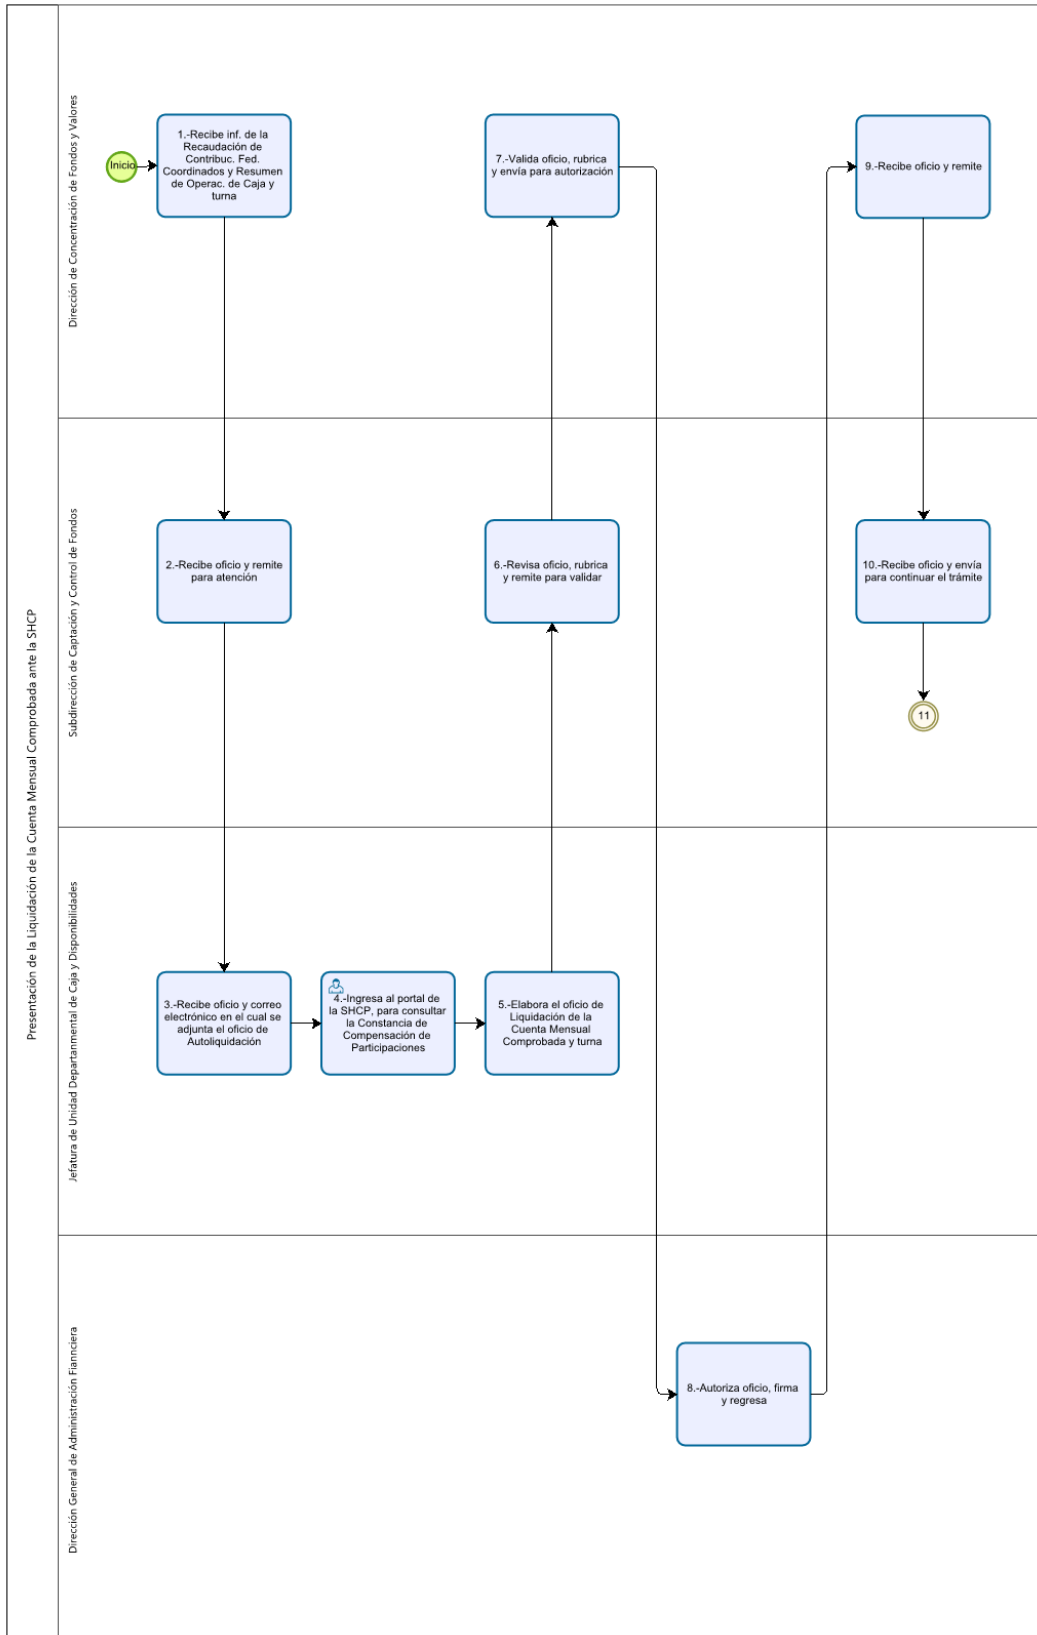 Presentación de la Liquidación de la Cuenta Mensual Comprobada ante la SHCP
Dirección de Concentración de Fondos y Valores
Inicio
1.-Recibe inf. de la
Recaudación de
Contribuc. Fed.
Coordinados y Resumen
de Operac. de Caja y
turna
7.-Valida oficio, rubrica
y envía para autorización
9.-Recibe oficio y remite
Subdirección de Captación y Control de Fondos
2.-Recibe oficio y remite
para atención
6.-Revisa oficio, rubrica
y remite para validar
10.-Recibe oficio y envía
para continuar el trámite
11
Jefatura de Unidad Departanmental de Caja y Disponibilidades
3.-Recibe oficio y correo
electrónico en el cual se
adjunta el oficio de
Autoliquidación
4.-Ingresa al portal de
la SHCP, para consultar
la Constancia de
Compensación de
Participaciones
5.-Elabora el oficio de
Liquidación de la
Cuenta Mensual
Comprobada y turna
Dirección General de Administración Fiannciera
8.-Autoriza oficio, firma
y regresa